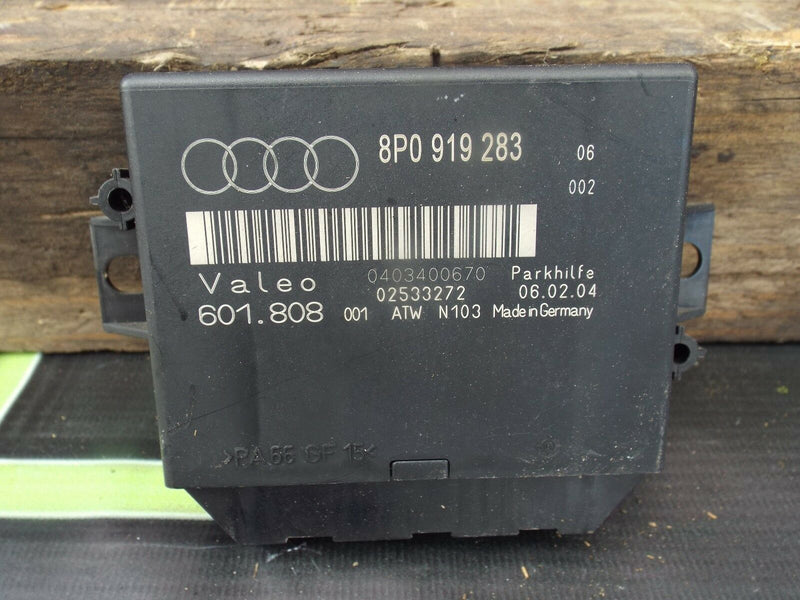 8P0 919 283 06
002
Valeo 0403400670 Parkhilfe
02533272 06.02.04
601.808 001 ATW N103 Made in Germany
>PA 66 GF 15<